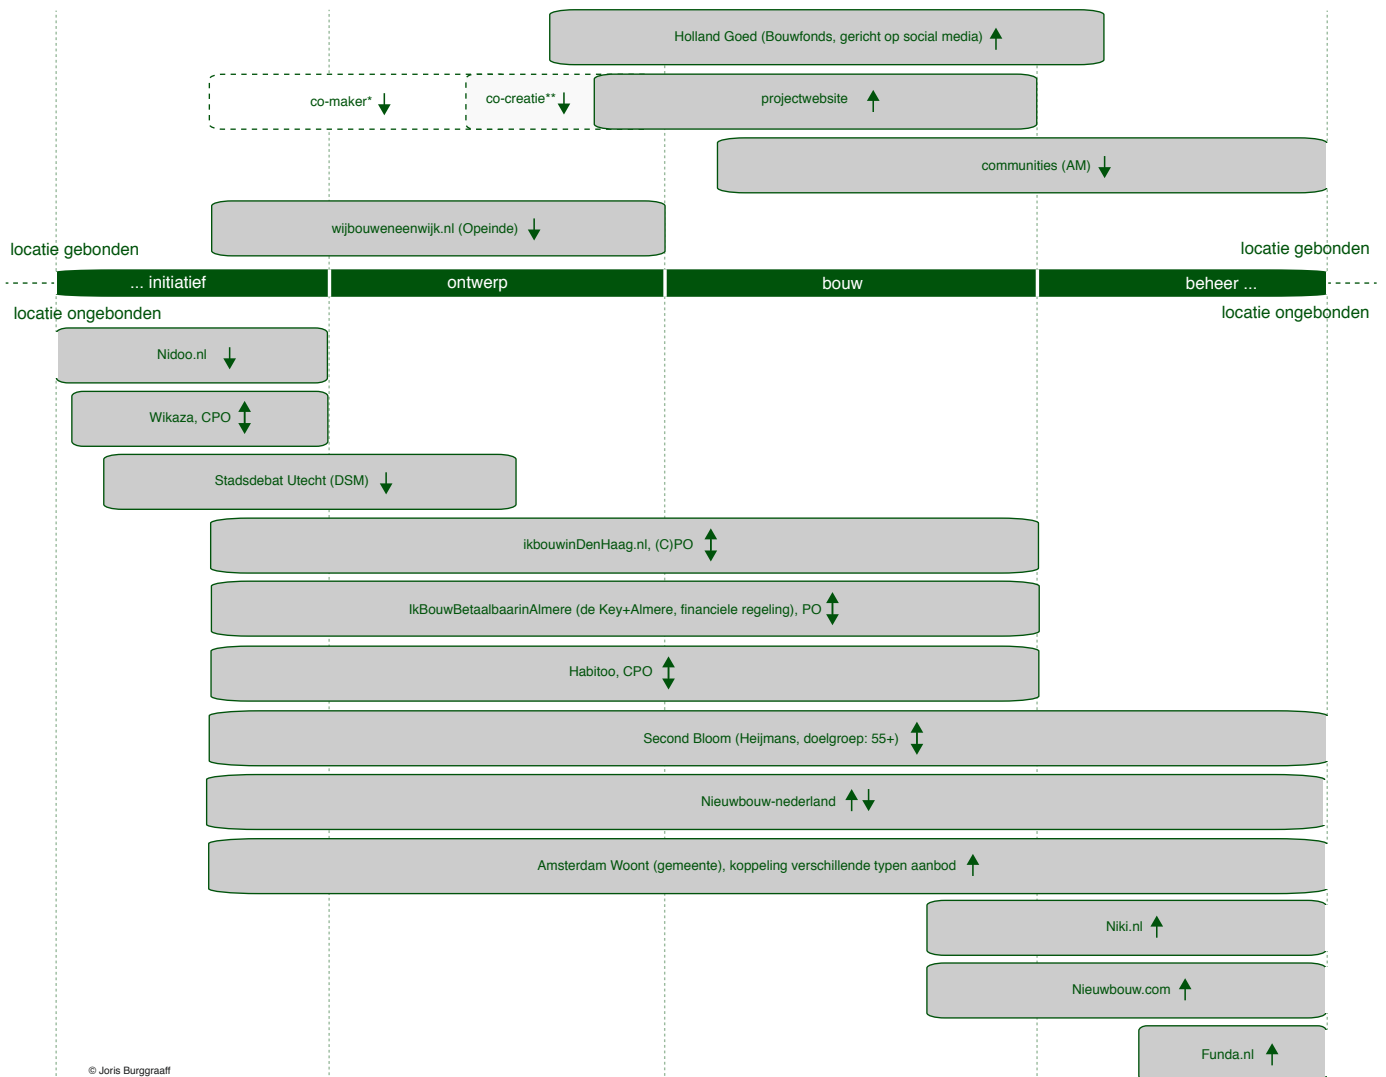 Holland Goed (Bouwfonds, gericht op social media)
co-maker*
co-creatie**
projectwebsite
communities (AM)
wijbouweneenwijk.nl (Opeinde)
locatie gebonden
locatie gebonden
... initiatief
ontwerp
bouw
beheer ...
locatie ongebonden
locatie ongebonden
Nidoo.nl
Wikaza, CPO
Stadsdebat Utecht (DSM)
ikbouwinDenHaag.nl, (C)PO
IkBouwBetaalbaarinAlmere (de Key+Almere, financiele regeling), PO
Habitoo, CPO
Second Bloom (Heijmans, doelgroep: 55+)
Nieuwbouw-nederland
Amsterdam Woont (gemeente), koppeling verschillende typen aanbod
Niki.nl
Nieuwbouw.com
Funda.nl
© Joris Burggraaff